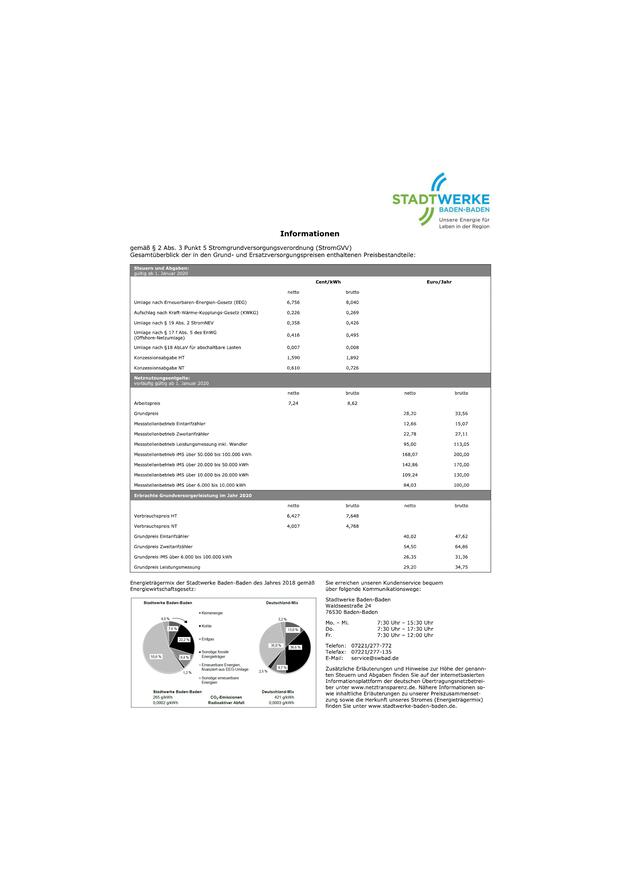 STADTWERKE
BADEN-BADEN
Unsere Energie für
Leben in der Region
Informationen
gemäß § 2 Abs. 3 Punkt 5 Stromgrundversorgungsverordnung (StromGVV)
Gesamtüberblick der in den Grund- und Ersatzversorgungspreisen enthaltenen Preisbestandteile:
Steuern und Abgaben:
gültig ab 1. Januar 2020
Cent/kWh Euro/Jahr
netto brutto
Umlage nach Erneuerbaren-Energien-Gesetz (EEG) 6,756 8,040
Aufschlag nach Kraft-Wärme-Kopplungs-Gesetz (KWKG) 0,226 0,269
Umlage nach § 19 Abs. 2 StromNEV 0,358 0,426
Umlage nach § 17 f Abs. 5 des EnWG
(Offshore-Netzumlage) 0,416 0,495
Umlage nach §18 AbLaV für abschaltbare Lasten 0,007 0,008
Konzessionsabgabe HT 1,590 1,892
Konzessionsabgabe NT 0,610 0,726
Netznutzungsentgelte:
vorläufig gültig ab 1. Januar 2020
netto brutto netto brutto
Arbeitspreis 7,24 8,62
Grundpreis 28,20 33,56
Messstellenbetrieb Eintarifzähler 12,66 15,07
Messstellenbetrieb Zweitarifzähler 22,78 27,11
Messstellenbetrieb Leistungsmessung inkl. Wandler 95,00 113,05
Messstellenbetrieb iMS über 50.000 bis 100.000 kWh 168,07 200,00
Messstellenbetrieb iMS über 20.000 bis 50.000 kWh 142,86 170,00
Messstellenbetrieb iMS über 10.000 bis 20.000 kWh 109,24 130,00
Messstellenbetrieb iMS über 6.000 bis 10.000 kWh 84,03 100,00
Erbrachte Grundversorgerleistung im Jahr 2020
netto brutto netto brutto
Verbrauchspreis HT 6,427 7,648
Verbrauchspreis NT 4,007 4,768
Grundpreis Eintarifzähler 40,02 47,62
Grundpreis Zweitarifzähler 54,50 64,86
Grundpreis iMS über 6.000 bis 100.000 kWh 26,35 31,36
Grundpreis Leistungsmessung 29,20 34,75
Energieträgermix der Stadtwerke Baden-Baden des Jahres 2018 gemäß
Energiewirtschaftsgesetz:
Stadtwerke Baden-Baden Deutschland-Mix
Kernenergie
Kohle
Erdgas
Sonstige fossile
Energieträger
Erneuerbare Energien,
finanziert aus EEG-Umlage
Sonstige erneuerbare
Energien
Stadtwerke Baden-Baden Deutschland-Mix
265 g/kWh CO₂-Emissionen 421 g/kWh
0,0002 g/kWh Radioaktiver Abfall 0,0003 g/kWh
Sie erreichen unseren Kundenservice bequem
über folgende Kommunikationswege:
Stadtwerke Baden-Baden
Waldseestraße 24
76530 Baden-Baden
Mo. – Mi. 7:30 Uhr – 15:30 Uhr
Do. 7:30 Uhr – 17:30 Uhr
Fr. 7:30 Uhr – 12:00 Uhr
Telefon: 07221/277-772
Telefax: 07221/277-135
E-Mail: service@swbad.de
Zusätzliche Erläuterungen und Hinweise zur Höhe der genann-
ten Steuern und Abgaben finden Sie auf der internetbasierten
Informationsplattform der deutschen Übertragungsnetzbetrei-
ber unter www.netztransparenz.de. Nähere Informationen so-
wie inhaltliche Erläuterungen zu unserer Preiszusammenset-
zung sowie die Herkunft unseres Stromes (Energieträgermix)
finden Sie unter www.stadtwerke-baden-baden.de.